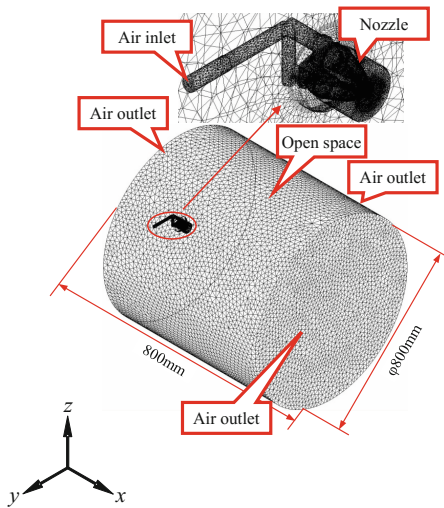 Nozzle
Air inlet
Air outlet
Open space
Air outlet
800mm
φ800mm
Air outlet
z
y
x